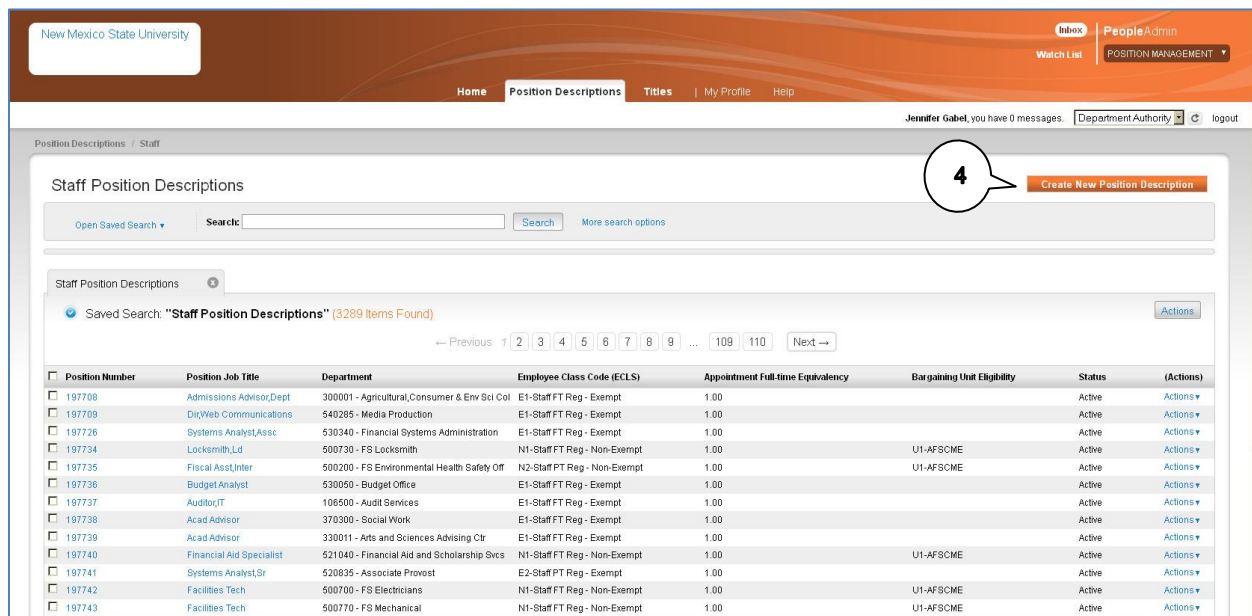 New Mexico State University
Inbox PeopleAdmin
Watch List POSITION MANAGEMENT
Home Position Descriptions Titles | My Profile Help
Jennifer Gabel, you have 0 messages. Department Authority logout
Position Descriptions / Staff
4
Staff Position Descriptions Create New Position Description
Open Saved Search Search: Search More search options
Staff Position Descriptions
Saved Search: "Staff Position Descriptions" (3289 Items Found) Actions
← Previous 1 2 3 4 5 6 7 8 9 ... 109 110 Next →
Position Number Position Job Title Department Employee Class Code (ECLS) Appointment Full-time Equivalency Bargaining Unit Eligibility Status (Actions)
197708 Admissions Advisor,Dept 300001 - Agricultural,Consumer & Env Sci Col E1-Staff FT Reg - Exempt 1.00 Active Actions
197709 Dir,Web Communications 540285 - Media Production E1-Staff FT Reg - Exempt 1.00 Active Actions
197726 Systems Analyst,Assc 530340 - Financial Systems Administration E1-Staff FT Reg - Exempt 1.00 Active Actions
197734 Locksmith,Ld 500730 - FS Locksmith N1-Staff FT Reg - Non-Exempt 1.00 U1-AFSCME Active Actions
197735 Fiscal Asst,Inter 500200 - FS Environmental Health Safety Off N2-Staff PT Reg - Non-Exempt 1.00 U1-AFSCME Active Actions
197736 Budget Analyst 530050 - Budget Office E1-Staff FT Reg - Exempt 1.00 Active Actions
197737 Auditor,IT 106500 - Audit Services E1-Staff FT Reg - Exempt 1.00 Active Actions
197738 Acad Advisor 370300 - Social Work E1-Staff FT Reg - Exempt 1.00 Active Actions
197739 Acad Advisor 330011 - Arts and Sciences Advising Ctr E1-Staff FT Reg - Exempt 1.00 Active Actions
197740 Financial Aid Specialist 521040 - Financial Aid and Scholarship Svcs N1-Staff FT Reg - Non-Exempt 1.00 U1-AFSCME Active Actions
197741 Systems Analyst,Sr 520835 - Associate Provost E2-Staff PT Reg - Exempt 1.00 Active Actions
197742 Facilities Tech 500700 - FS Electricians N1-Staff FT Reg - Non-Exempt 1.00 U1-AFSCME Active Actions
197743 Facilities Tech 500770 - FS Mechanical N1-Staff FT Reg - Non-Exempt 1.00 U1-AFSCME Active Actions